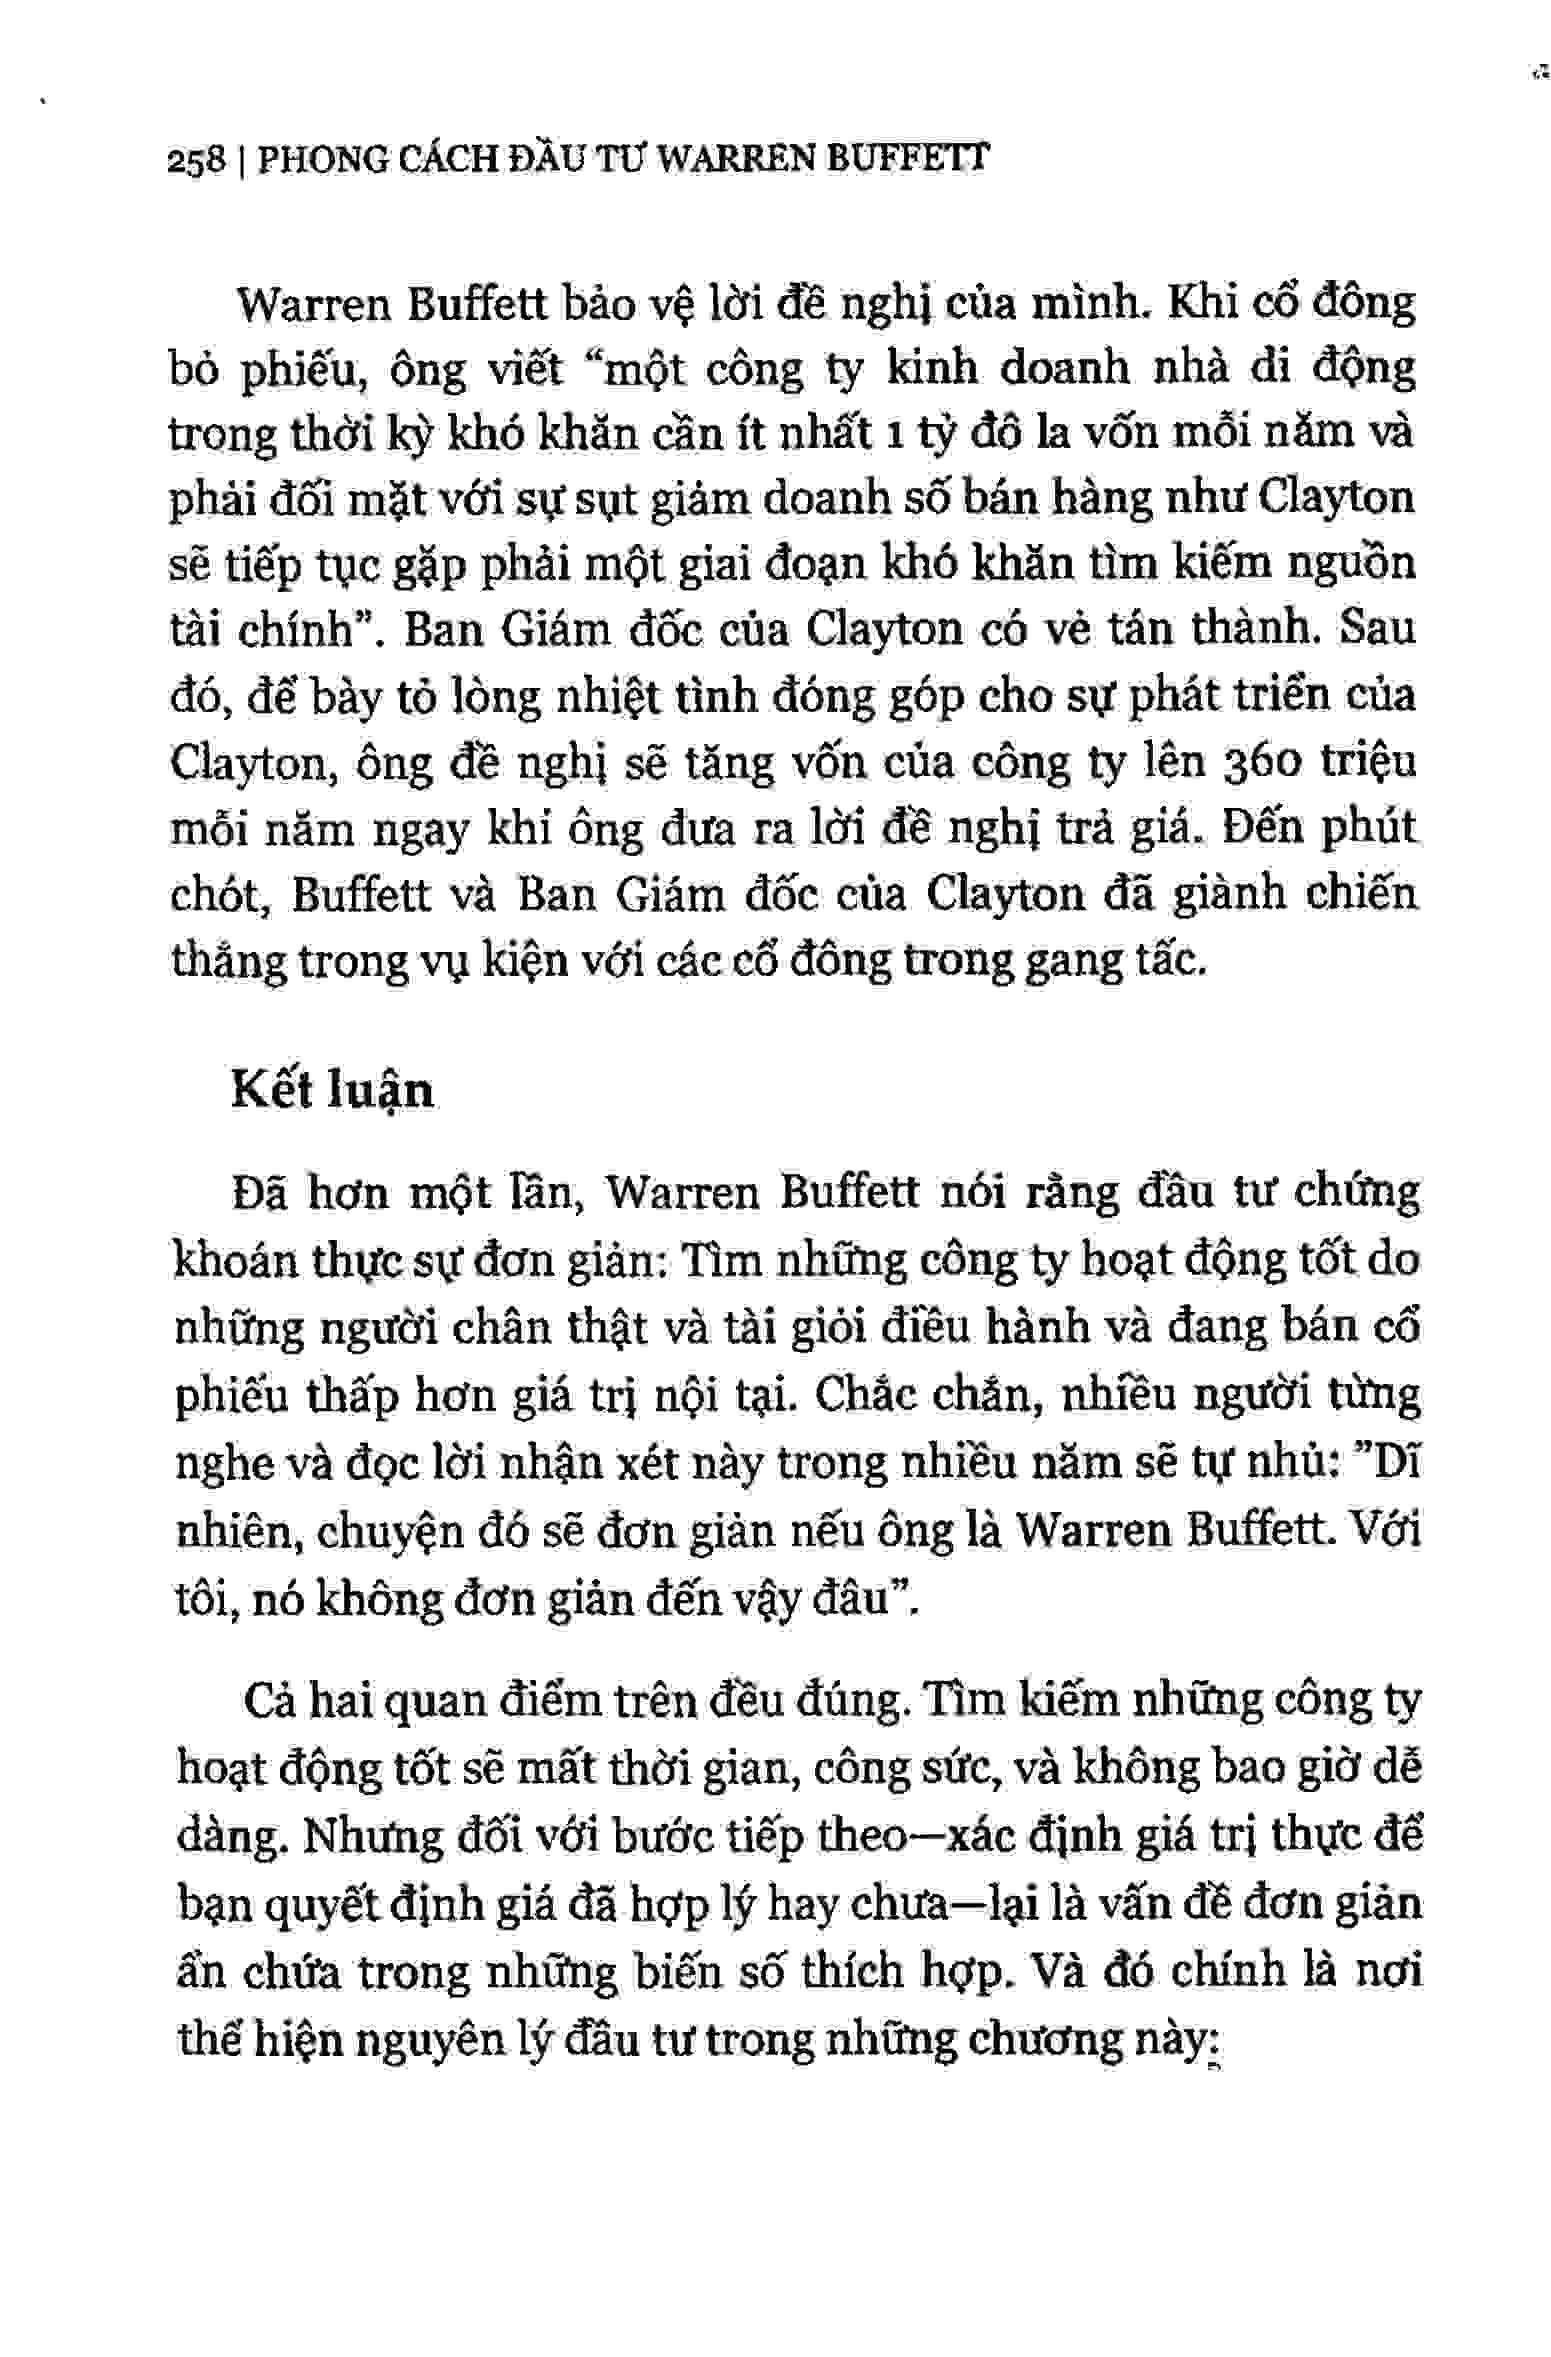 258 | PHONG CÁCH ĐẦU TƯ WARREN BUFFETT
Warren Buffett bảo vệ lời đề nghị của mình. Khi cổ đông
bỏ phiếu, ông viết “một công ty kinh doanh nhà di động
trong thời kỳ khó khăn cần ít nhất 1 tỷ đô la vốn mỗi năm và
phải đối mặt với sự sụt giảm doanh số bán hàng như Clayton
sẽ tiếp tục gặp phải một giai đoạn khó khăn tìm kiếm nguồn
tài chính”. Ban Giám đốc của Clayton có vẻ tán thành. Sau
đó, để bày tỏ lòng nhiệt tình đóng góp cho sự phát triển của
Clayton, ông đề nghị sẽ tăng vốn của công ty lên 360 triệu
mỗi năm ngay khi ông đưa ra lời đề nghị trả giá. Đến phút
chót, Buffett và Ban Giám đốc của Clayton đã giành chiến
thắng trong vụ kiện với các cổ đông trong gang tấc.
Kết luận
Đã hơn một lần, Warren Buffett nói rằng đầu tư chứng
khoán thực sự đơn giản: Tìm những công ty hoạt động tốt do
những người chân thật và tài giỏi điều hành và đang bán cổ
phiếu thấp hơn giá trị nội tại. Chắc chắn, nhiều người từng
nghe và đọc lời nhận xét này trong nhiều năm sẽ tự nhủ: ”Dĩ
nhiên, chuyện đó sẽ đơn giản nếu ông là Warren Buffett. Với
tôi, nó không đơn giản đến vậy đâu”.
Cả hai quan điểm trên đều đúng. Tìm kiếm những công ty
hoạt động tốt sẽ mất thời gian, công sức, và không bao giờ dễ
dàng. Nhưng đối với bước tiếp theo—xác định giá trị thực để
bạn quyết định giá đã hợp lý hay chưa—lại là vấn đề đơn giản
ẩn chứa trong những biến số thích hợp. Và đó chính là nơi
thể hiện nguyên lý đầu tư trong những chương này: